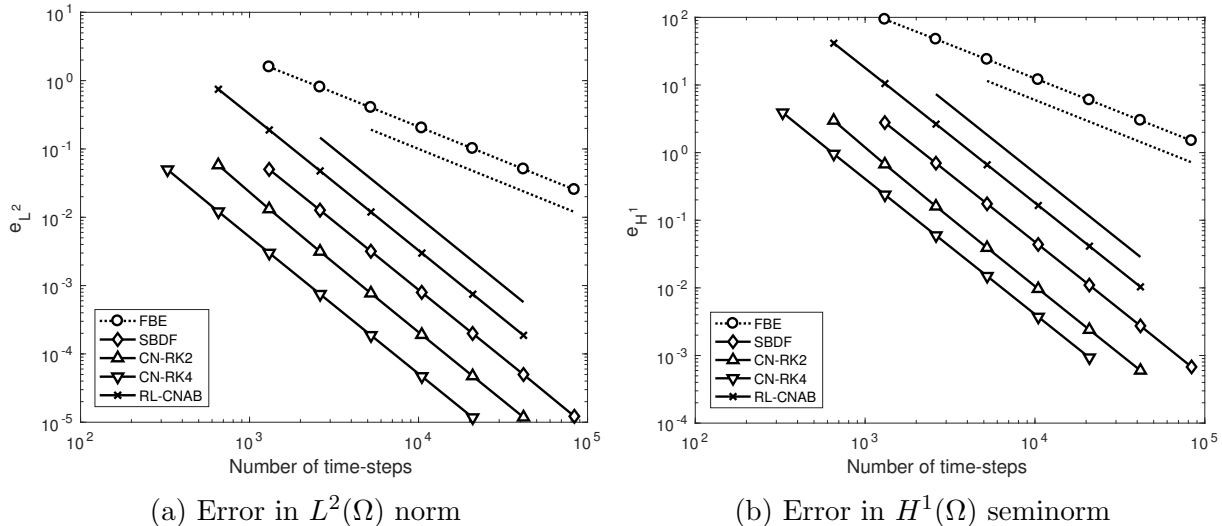 10^1
10^0
10^-1
10^-2
10^-3
10^-4
10^-5
e_L^2
10^2 10^3 10^4 10^5
Number of time-steps
FBE
SBDF
CN-RK2
CN-RK4
RL-CNAB
(a) Error in L^2(Ω) norm
10^2
10^1
10^0
10^-1
10^-2
10^-3
10^-4
e_H^1
10^2 10^3 10^4 10^5
Number of time-steps
FBE
SBDF
CN-RK2
CN-RK4
RL-CNAB
(b) Error in H^1(Ω) seminorm